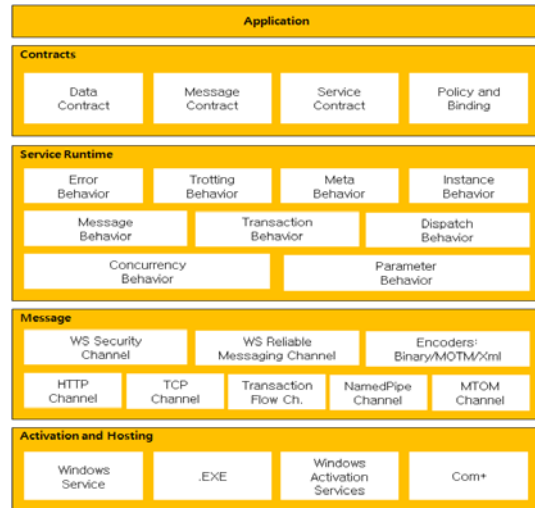 Application
Contracts
Data
Contract
Message
Contract
Service
Contract
Policy and
Binding
Service Runtime
Error
Behavior
Trotting
Behavior
Meta
Behavior
Instance
Behavior
Message
Behavior
Transaction
Behavior
Dispatch
Behavior
Concurrency
Behavior
Parameter
Behavior
Message
WS Security
Channel
WS Reliable
Messaging Channel
Encoders:
Binary/MOTM/Xml
HTTP
Channel
TCP
Channel
Transaction
Flow Ch.
NamedPipe
Channel
MTOM
Channel
Activation and Hosting
Windows
Service
.EXE
Windows
Activation
Services
Com+